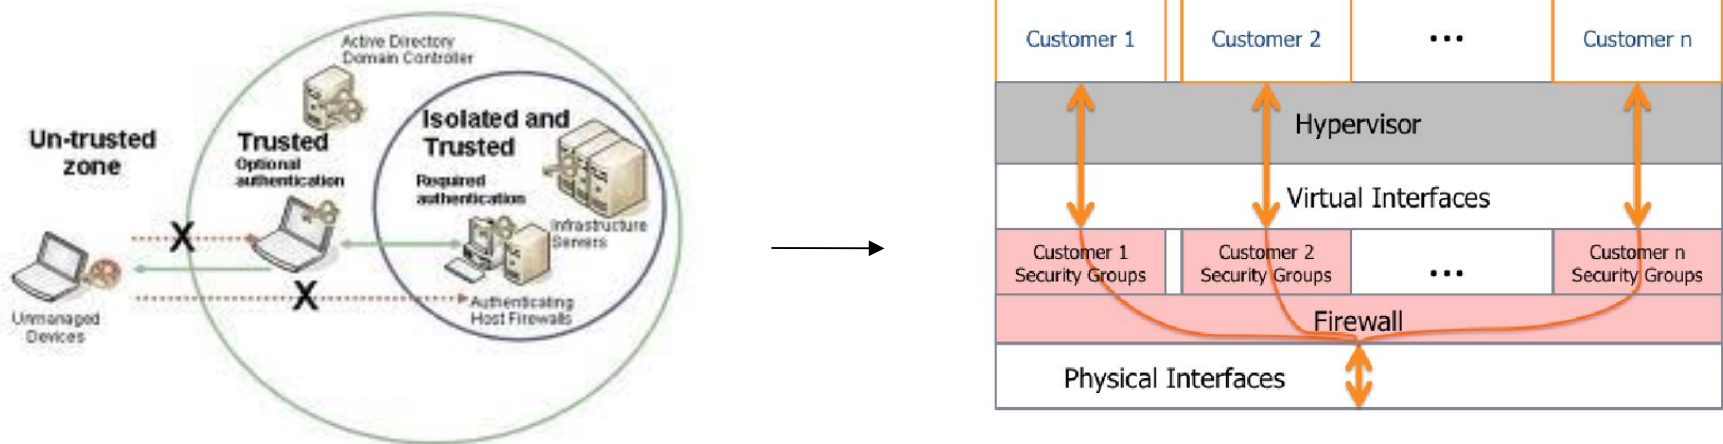 Active Directory
Domain Controller
Un-trusted
zone
Trusted
Optional
authentication
Isolated and
Trusted
Required
authentication
Infrastructure
Servers
X
X
Unmanaged
Devices
Authenticating
Host Firewalls
Customer 1
Customer 2
...
Customer n
Hypervisor
Virtual Interfaces
Customer 1
Security Groups
Customer 2
Security Groups
...
Customer n
Security Groups
Firewall
Physical Interfaces